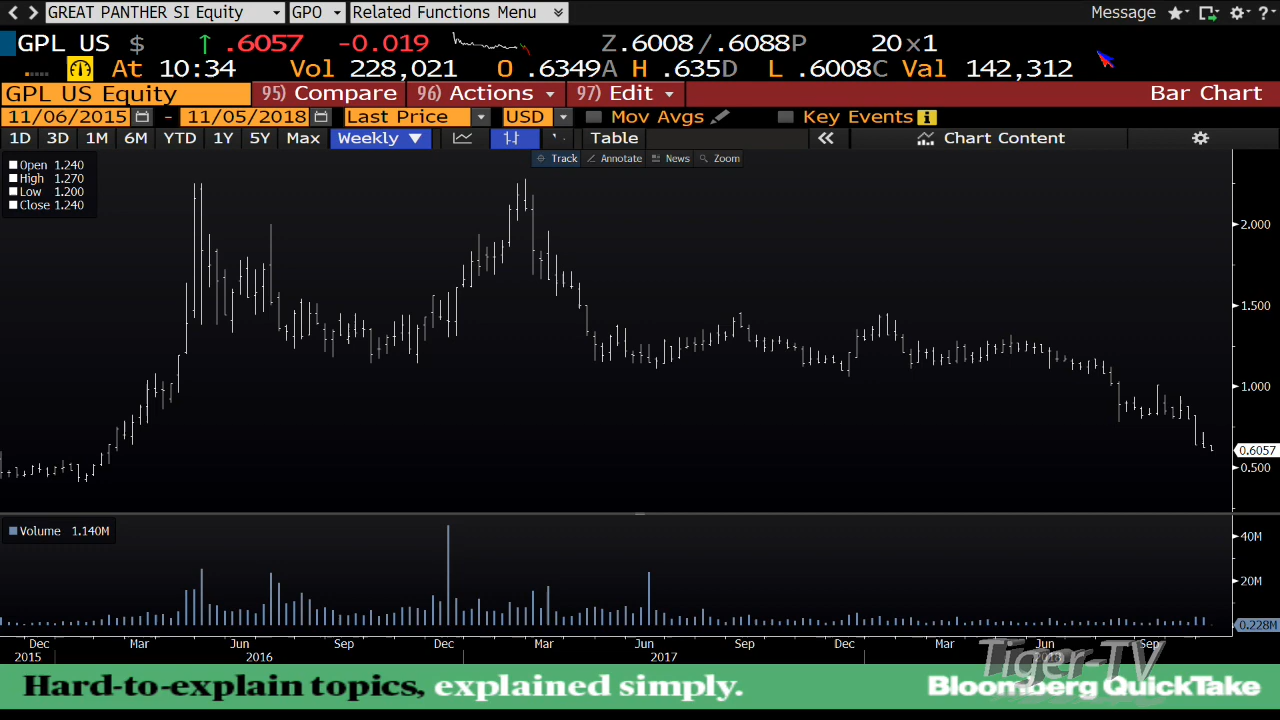 GREAT PANTHER SI Equity GPO Related Functions Menu Message ?
GPL US $ ↑ .6057 -0.019 Z.6008/.6088P 20x1
At 10:34 Vol 228,021 O .6349A H .635D L .6008C Val 142,312
GPL US Equity 95) Compare 96) Actions 97) Edit Bar Chart
11/06/2015 - 11/05/2018 Last Price USD Mov Avgs Key Events i
1D 3D 1M 6M YTD 1Y 5Y Max Weekly ▼ Table « Chart Content
Track Annotate News Zoom
Open 1.240
High 1.270
Low 1.200
Close 1.240
2.000
1.500
1.000
0.6057
0.500
Volume 1.140M
40M
20M
0.228M
Dec Mar Jun Sep Dec Mar Jun Sep Dec Mar Jun Sep
2015 2016 2017 2018
Tiger-TV
Hard-to-explain topics, explained simply. Bloomberg QuickTake